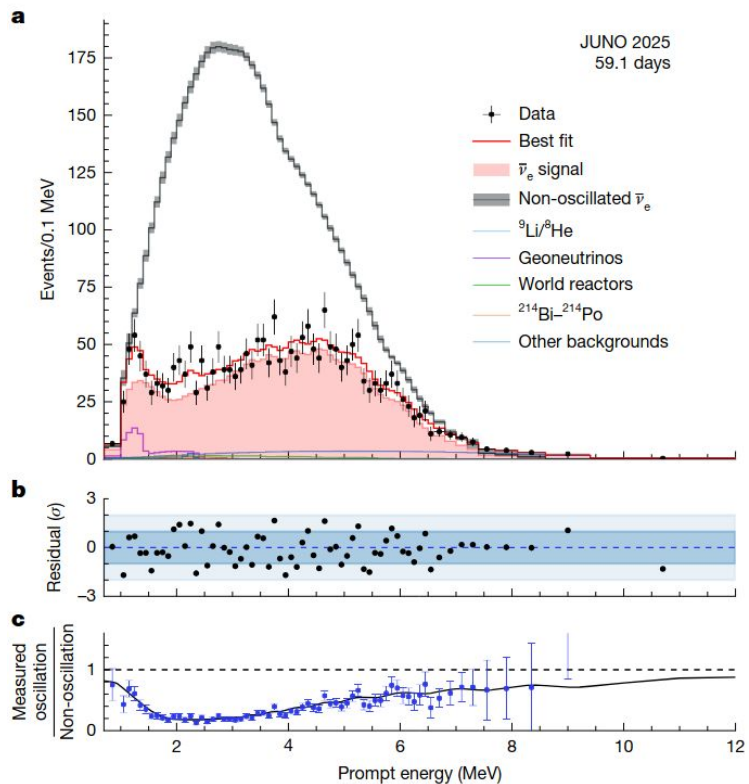 a
JUNO 2025
59.1 days
175
150
125
100
75
50
25
0
Events/0.1 MeV
Data
Best fit
ν̅e signal
Non-oscillated ν̅e
⁹Li/⁸He
Geoneutrinos
World reactors
²¹⁴Bi–²¹⁴Po
Other backgrounds
b
3
0
−3
Residual (σ)
c
Measured
oscillation
Non-oscillation
1
0
2
4
6
8
10
12
Prompt energy (MeV)